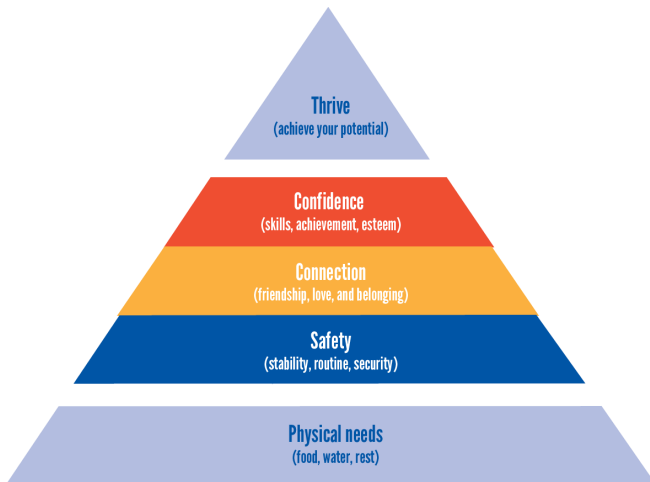 Thrive
(achieve your potential)
Confidence
(skills, achievement, esteem)
Connection
(friendship, love, and belonging)
Safety
(stability, routine, security)
Physical needs
(food, water, rest)